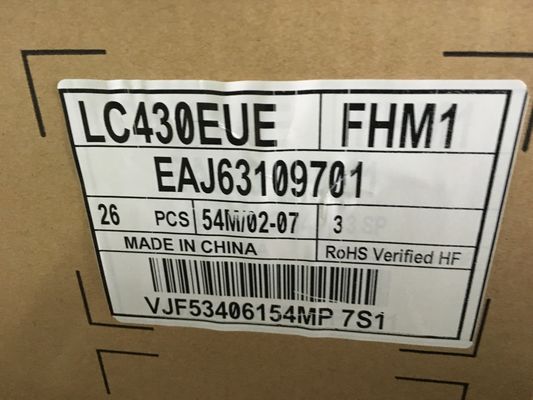 LC430EUE FHM1
EAJ63109701
26 PCS 54M/02-07 3
MADE IN CHINA RoHS Verified HF
VJF53406154MP 7S1